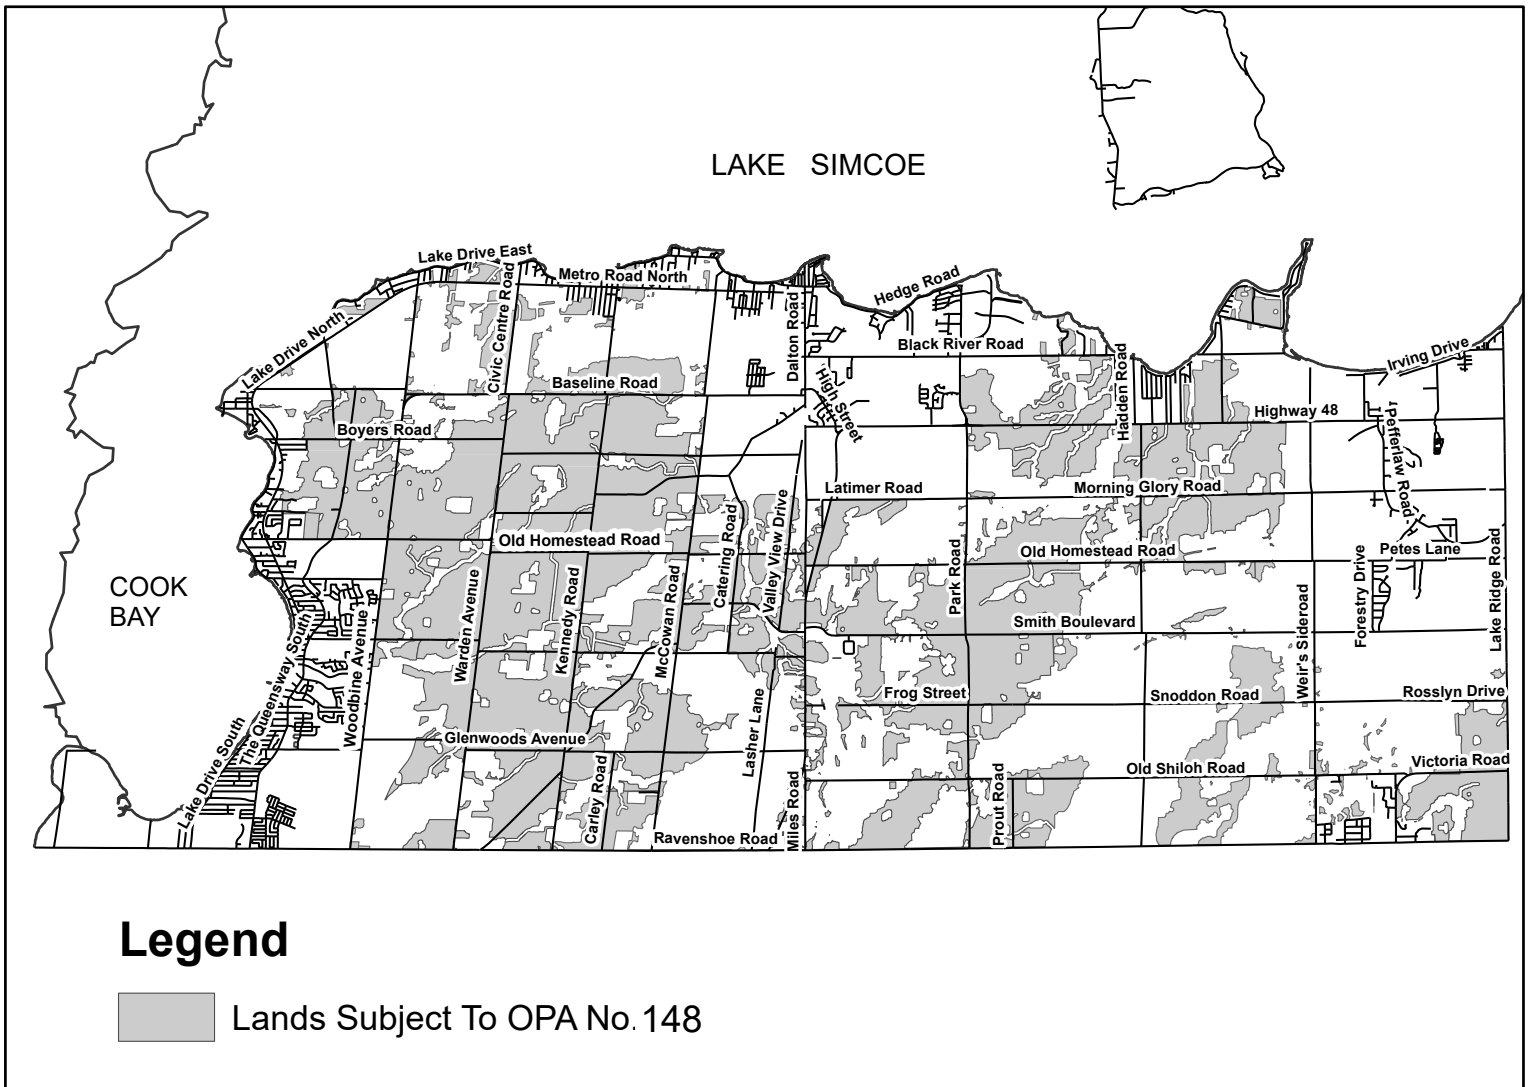 LAKE SIMCOE
Lake Drive East
Metro Road North
Civic Centre Road
Hedge Road
Dalton Road
Lake Drive North
Black River Road
Irving Drive
Hadden Road
Baseline Road
High Street
Highway 48
Boyers Road
Pefferlaw Road
Latimer Road
Morning Glory Road
Old Homestead Road
Catering Road
Valley View Drive
Old Homestead Road
Petes Lane
Park Road
Forestry Drive
Lake Ridge Road
COOK
BAY
Warden Avenue
Kennedy Road
McCowan Road
Smith Boulevard
Weir's Sideroad
Woodbine Avenue
The Queensway South
Frog Street
Snoddon Road
Rosslyn Drive
Lasher Lane
Glenwoods Avenue
Lake Drive South
Old Shiloh Road
Victoria Road
Carley Road
Miles Road
Prout Road
Ravenshoe Road
Legend
Lands Subject To OPA No. 148